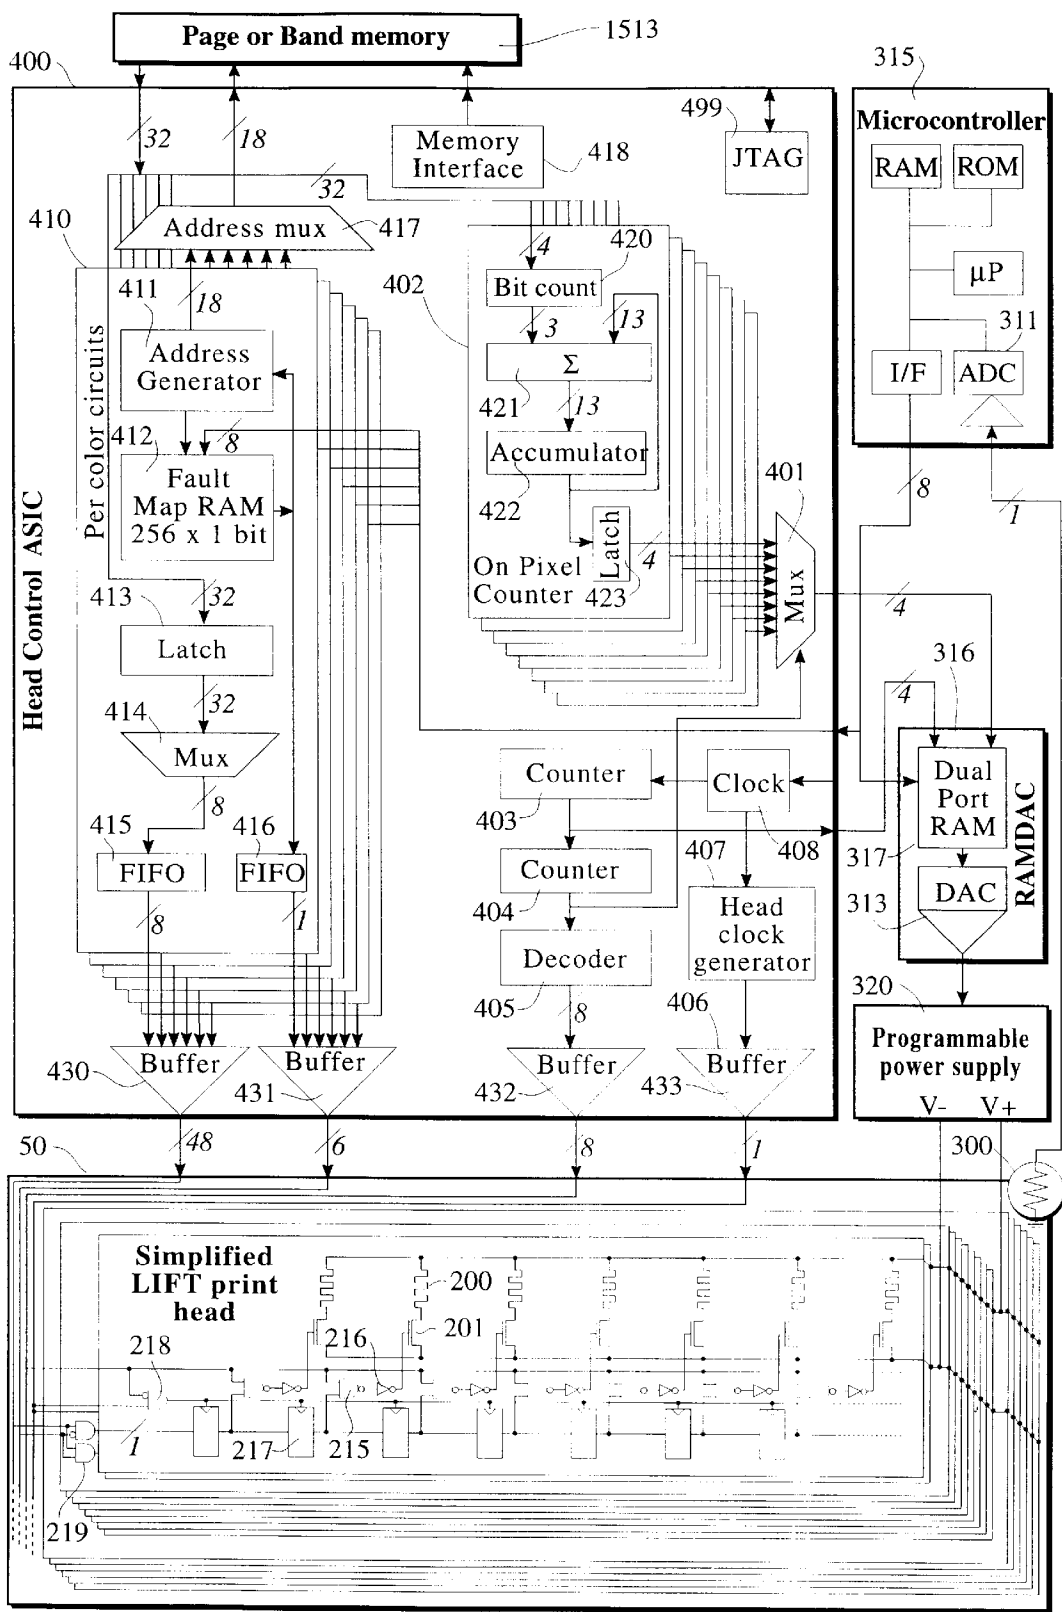 Page or Band memory
1513
400
315
32
18
Memory
Interface
418
499
JTAG
Microcontroller
RAM
ROM
µP
311
I/F
ADC
32
Address mux
417
410
411
18
402
4
420
Bit count
3
13
Σ
421
13
Accumulator
422
Latch
4
423
On Pixel
Counter
401
Mux
8
1
4
Per color circuits
Address
Generator
412
8
Fault
Map RAM
256 x 1 bit
Head Control ASIC
413
32
Latch
32
414
Mux
8
415
FIFO
416
FIFO
8
1
Counter
403
Clock
408
Counter
404
407
Head
clock
generator
Decoder
405
8
406
4
316
Dual
Port
RAM
317
RAMDAC
DAC
313
320
Programmable
power supply
V-
V+
Buffer
430
Buffer
431
Buffer
432
Buffer
433
48
6
8
1
50
300
Simplified
LIFT print
head
200
201
218
216
1
217
215
219